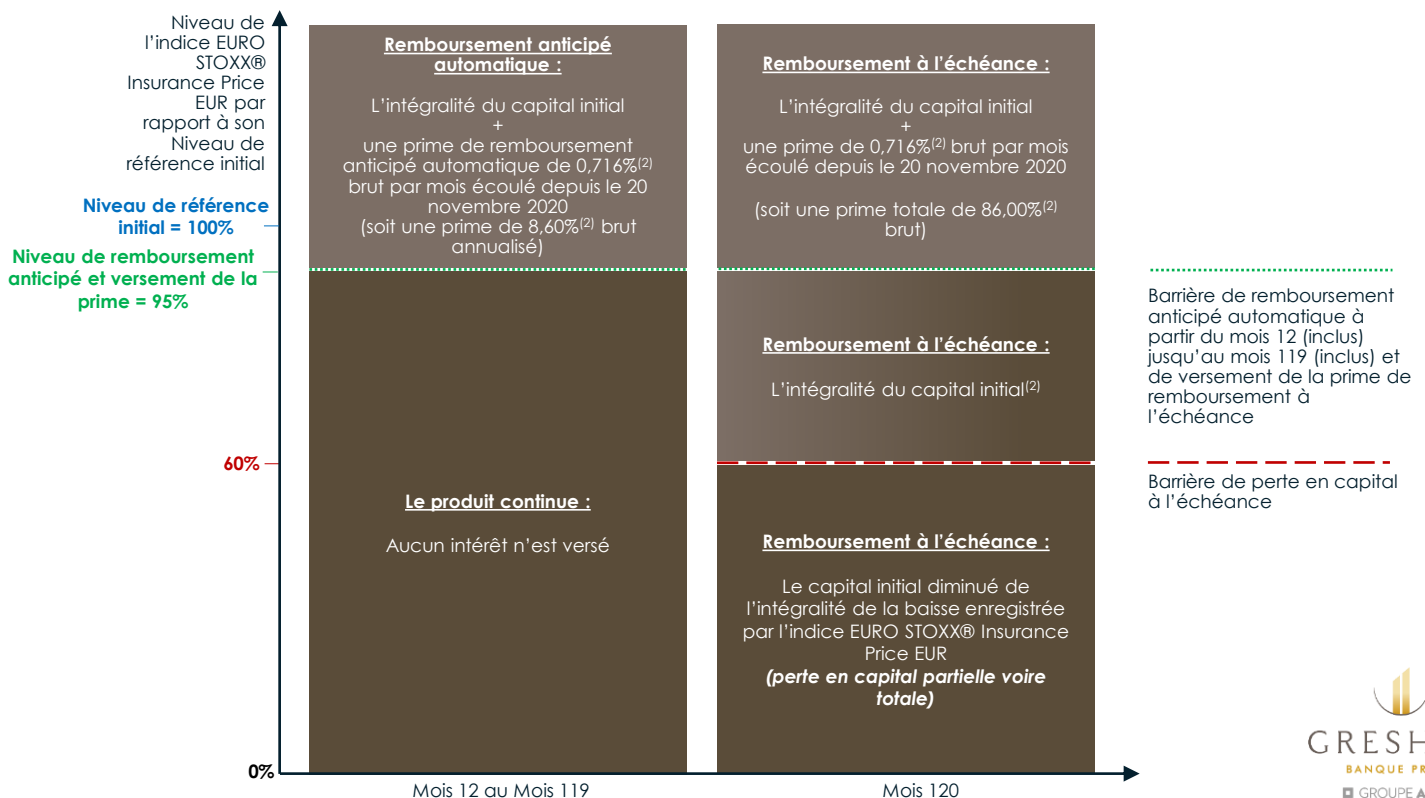 Niveau de
l'indice EURO
STOXX®
Insurance Price
EUR par
rapport à son
Niveau de
référence initial
Niveau de référence
initial = 100%
Niveau de remboursement
anticipé et versement de la
prime = 95%
60%
0%
Remboursement anticipé
automatique :
L'intégralité du capital initial
+
une prime de remboursement
anticipé automatique de 0,716%(2)
brut par mois écoulé depuis le 20
novembre 2020
(soit une prime de 8,60%(2) brut
annualisé)
Le produit continue :
Aucun intérêt n'est versé
Mois 12 au Mois 119
Remboursement à l'échéance :
L'intégralité du capital initial
+
une prime de 0,716%(2) brut par mois
écoulé depuis le 20 novembre 2020
(soit une prime totale de 86,00%(2)
brut)
Remboursement à l'échéance :
L'intégralité du capital initial(2)
Remboursement à l'échéance :
Le capital initial diminué de
l'intégralité de la baisse enregistrée
par l'indice EURO STOXX® Insurance
Price EUR
(perte en capital partielle voire
totale)
Mois 120
Barrière de remboursement
anticipé automatique à
partir du mois 12 (inclus)
jusqu'au mois 119 (inclus) et
de versement de la prime de
remboursement à
l'échéance
Barrière de perte en capital
à l'échéance
GRESH
BANQUE PR
GROUPE A